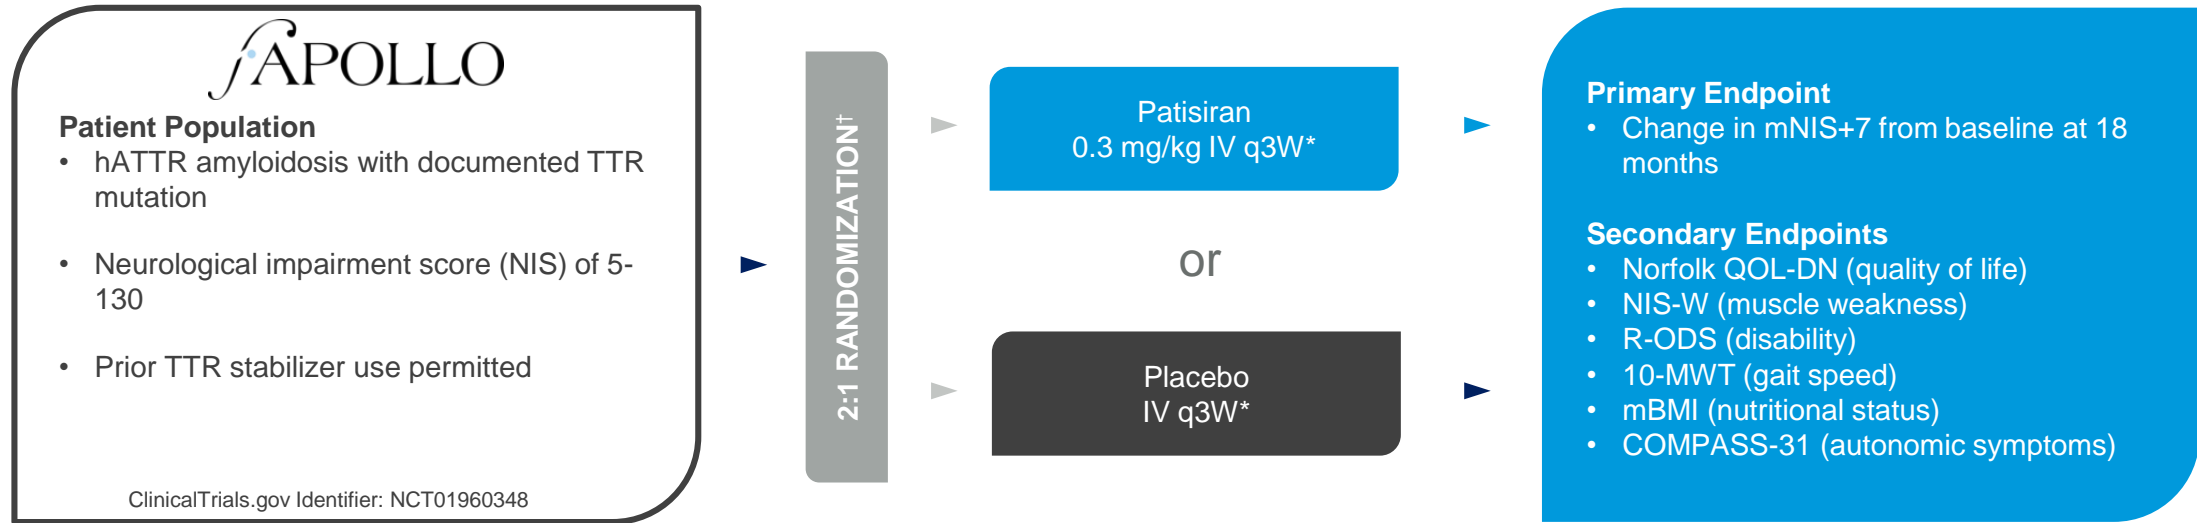 APOLLO
Patient Population
• hATTR amyloidosis with documented TTR
mutation
• Neurological impairment score (NIS) of 5-
130
• Prior TTR stabilizer use permitted
ClinicalTrials.gov Identifier: NCT01960348
2:1 RANDOMIZATION†
Patisiran
0.3 mg/kg IV q3W*
or
Placebo
IV q3W*
Primary Endpoint
• Change in mNIS+7 from baseline at 18
months
Secondary Endpoints
• Norfolk QOL-DN (quality of life)
• NIS-W (muscle weakness)
• R-ODS (disability)
• 10-MWT (gait speed)
• mBMI (nutritional status)
• COMPASS-31 (autonomic symptoms)